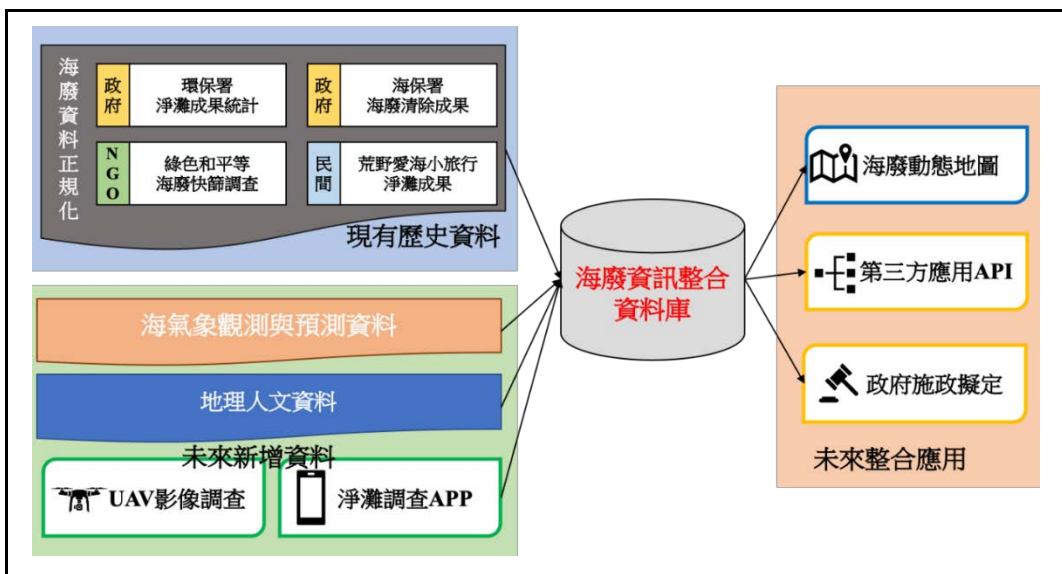 海廢資料正規化
政府
環保署
淨灘成果統計
政府
海保署
海廢清除成果
NGO
綠色和平等
海廢快篩調查
民間
荒野愛海小旅行
淨灘成果
現有歷史資料
海氣象觀測與預測資料
地理人文資料
未來新增資料
UAV影像調查
淨灘調查APP
海廢資訊整合
資料庫
海廢動態地圖
第三方應用API
政府施政擬定
未來整合應用